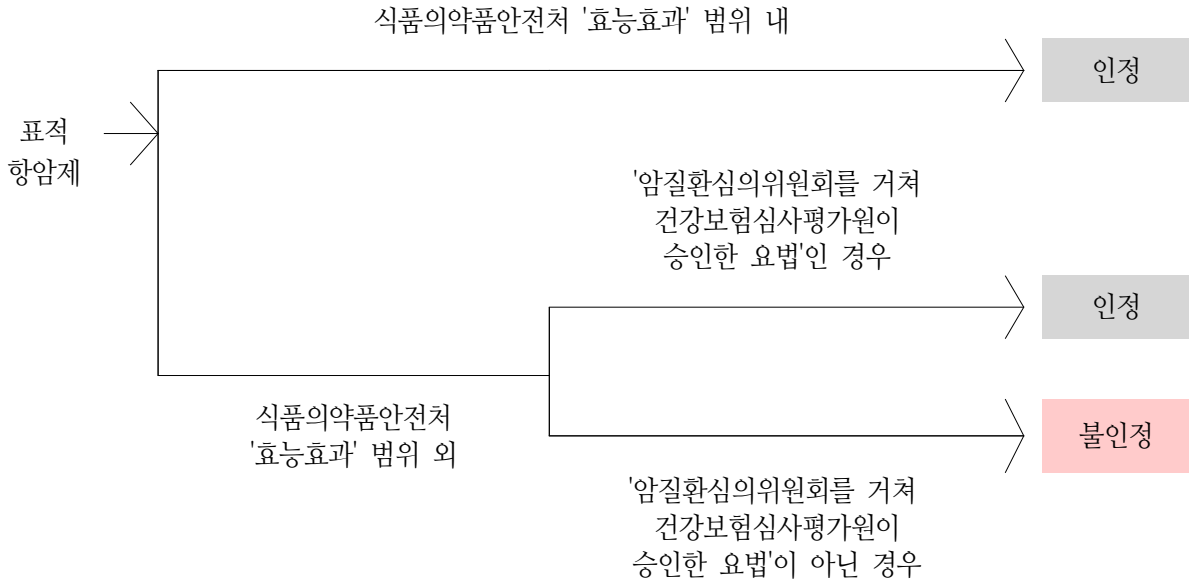 식품의약품안전처 '효능효과' 범위 내
인정
표적
항암제
'암질환심의위원회를 거쳐
건강보험심사평가원이
승인한 요법'인 경우
인정
식품의약품안전처
'효능효과' 범위 외
불인정
'암질환심의위원회를 거쳐
건강보험심사평가원이
승인한 요법'이 아닌 경우